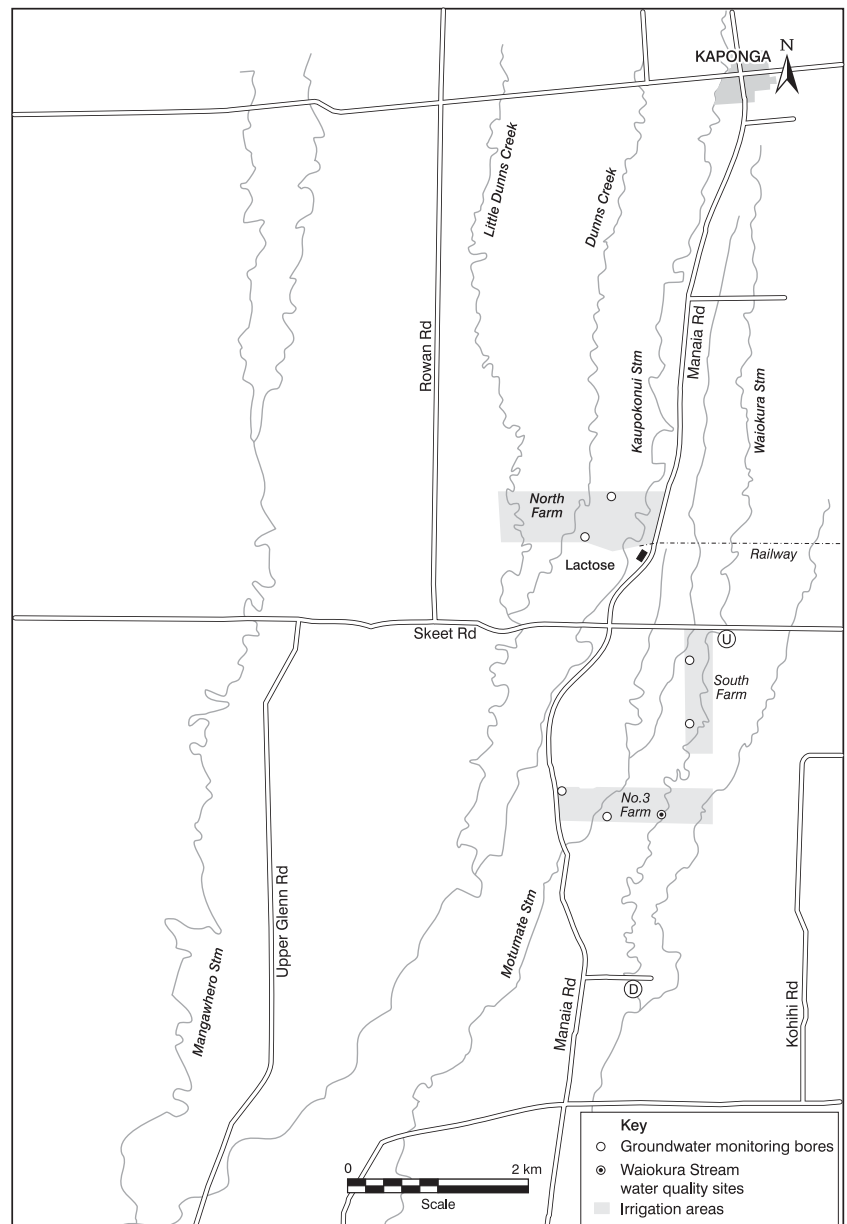 KAPONGA
N
Little Dunns Creek
Dunns Creek
Rowan Rd
Kaupokonui Stm
Manaia Rd
Waiokura Stm
North
Farm
Lactose
Railway
Skeet Rd
U
South
Farm
No.3
Farm
Upper Glenn Rd
Motumate Stm
Mangawhero Stm
Manaia Rd
D
Kohihi Rd
0
2 km
Scale
Key
Groundwater monitoring bores
Waiokura Stream
water quality sites
Irrigation areas